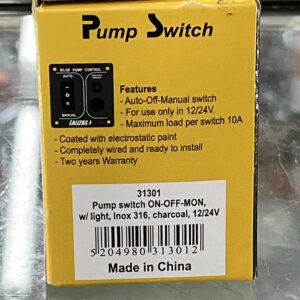 Pump Switch
BILGE PUMP CONTROL
AUTO
MANUAL
LALIZAS
Features
- Auto-Off-Manual switch
- For use only in 12/24V.
- Maximum load per switch 10A
- Coated with electrostatic paint
- Completely wired and ready to install
- Two years Warranty
31301
Pump switch ON-OFF-MON,
w/ light, Inox 316, charcoal, 12/24V
5 204980 313012
Made in China